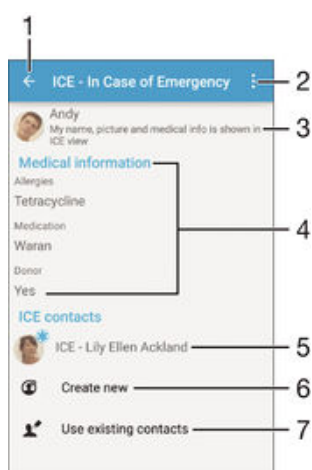 1
ICE - In Case of Emergency
2
Andy
My name, picture and medical info is shown in
ICE view
3
Medical information
Allergies
Tetracycline
Medication
Waran
4
Donor
Yes
ICE contacts
ICE - Lily Ellen Ackland
5
Create new
6
Use existing contacts
7